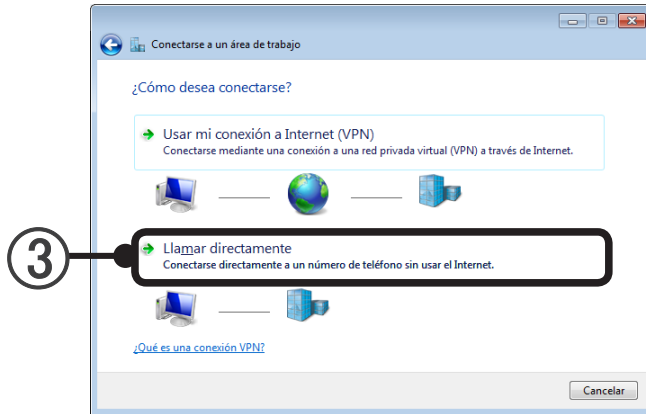 Conectarse a un área de trabajo
¿Cómo desea conectarse?
Usar mi conexión a Internet (VPN)
Conectarse mediante una conexión a una red privada virtual (VPN) a través de Internet.
3
Llamar directamente
Conectarse directamente a un número de teléfono sin usar el Internet.
¿Qué es una conexión VPN?
Cancelar